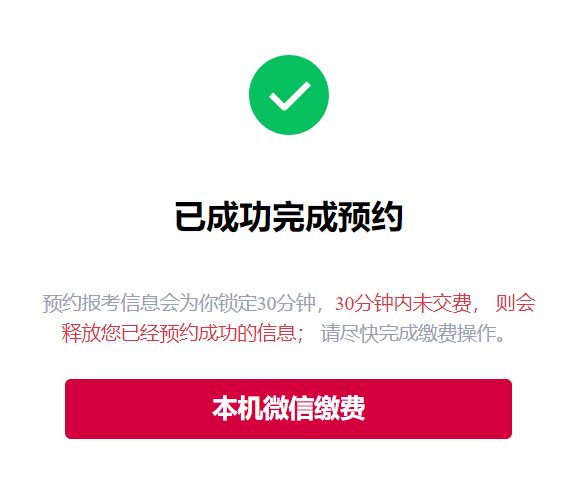 已成功完成预约
预约报考信息会为你锁定30分钟，30分钟内未交费， 则会
释放您已经预约成功的信息； 请尽快完成缴费操作。
本机微信缴费